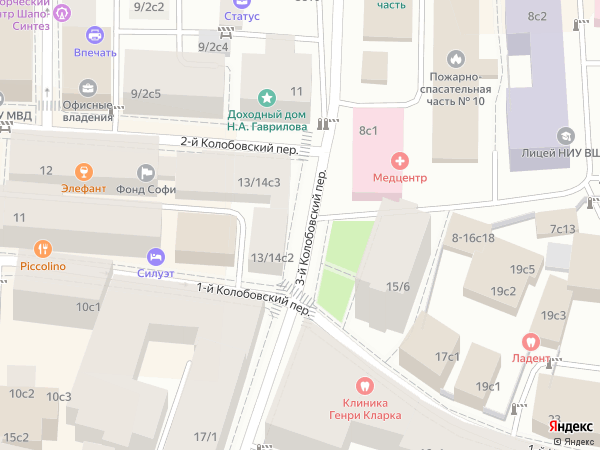 9/2с2
Статус
часть
8с2
Синтез
Впечать
9/2с4
Пожарно-
спасательная
часть № 10
9/2с5
11
Офисные
владения
МВД
Доходный дом
Н.А. Гаврилова
8с1
Лицей НИУ ВШ
2-й Колобовский пер.
Медцентр
12
Элефант
Фонд Софи
13/14с3
3-й Колобовский пер.
11
7с13
8-16с18
Piccolino
Силуэт
13/14с2
19с5
15/6
19с2
1-й Колобовский пер.
10с1
19с3
Ладент
17с1
19с1
Клиника
Генри Кларка
10с2
10с3
23
Яндекс
15с2
17/1